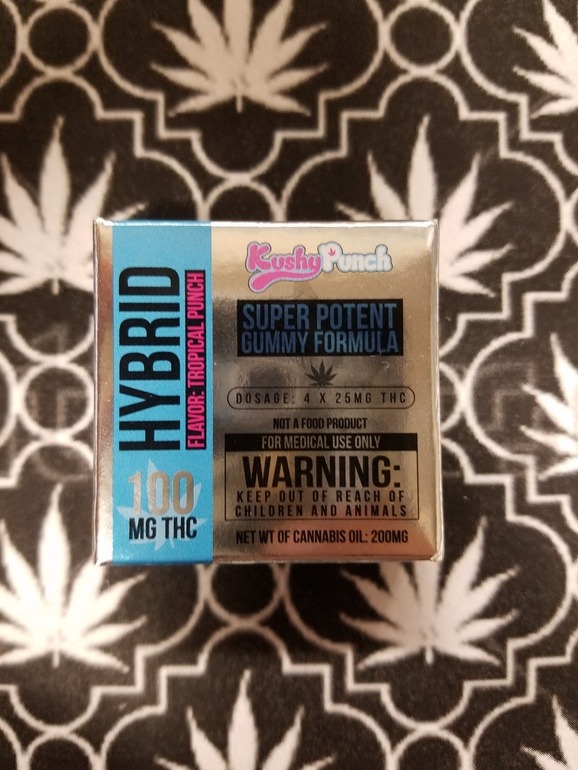 HYBRID
FLAVOR: TROPICAL PUNCH
100
MG THC
KushyPunch
SUPER POTENT
GUMMY FORMULA
DOSAGE: 4 X 25MG THC
NOT A FOOD PRODUCT
FOR MEDICAL USE ONLY
WARNING:
KEEP OUT OF REACH OF
CHILDREN AND ANIMALS
NET WT OF CANNABIS OIL: 200MG